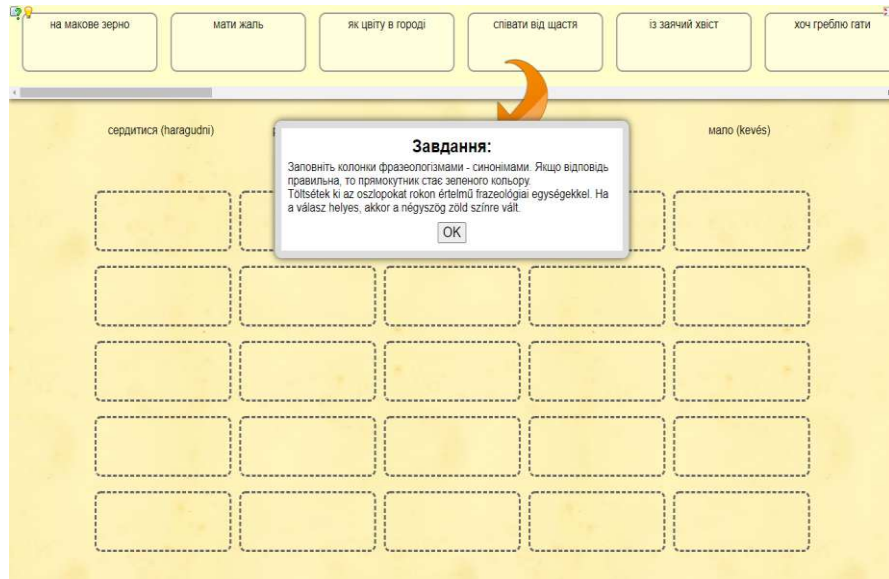 на макове зерно
мати жаль
як цвіту в городі
співати від щастя
із заячий хвіст
хоч греблю гати
сердитися (haragudni)
мало (kevés)
Завдання:
Заповніть колонки фразеологізмами - синонімами. Якщо відповідь
правильна, то прямокутник стає зеленого кольору.
Töltsétek ki az oszlopokat rokon értelmű frazeológiai egységekkel. Ha
a válasz helyes, akkor a négyszög zöld színre vált.
OK